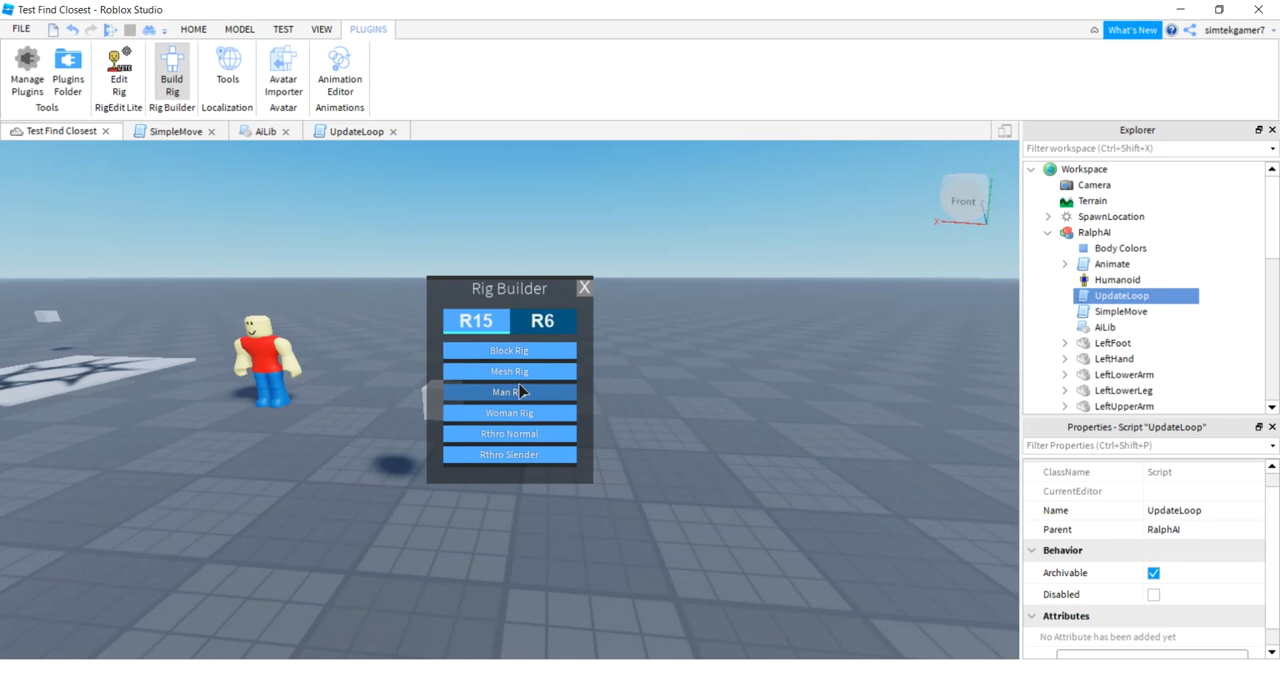 Test Find Closest - Roblox Studio
FILE HOME MODEL TEST VIEW PLUGINS What's New simtekgamer7
Manage Plugins Plugins Folder Edit Rig Build Rig Tools Avatar Importer Animation Editor
Tools RigEdit Lite Rig Builder Localization Avatar Animations
Test Find Closest SimpleMove AiLib UpdateLoop
Front
X
Rig Builder X
R15 R6
Block Rig
Mesh Rig
Man
Woman Rig
Rthro Normal
Rthro Slender
Explorer
Filter workspace (Ctrl+Shift+X)
Workspace
Camera
Terrain
SpawnLocation
RalphAI
Body Colors
Animate
Humanoid
UpdateLoop
SimpleMove
AiLib
LeftFoot
LeftHand
LeftLowerArm
LeftLowerLeg
LeftUpperArm
Properties - Script "UpdateLoop"
Filter Properties (Ctrl+Shift+P)
ClassName Script
CurrentEditor
Name UpdateLoop
Parent RalphAI
Behavior
Archivable
Disabled
Attributes
No Attribute has been added yet